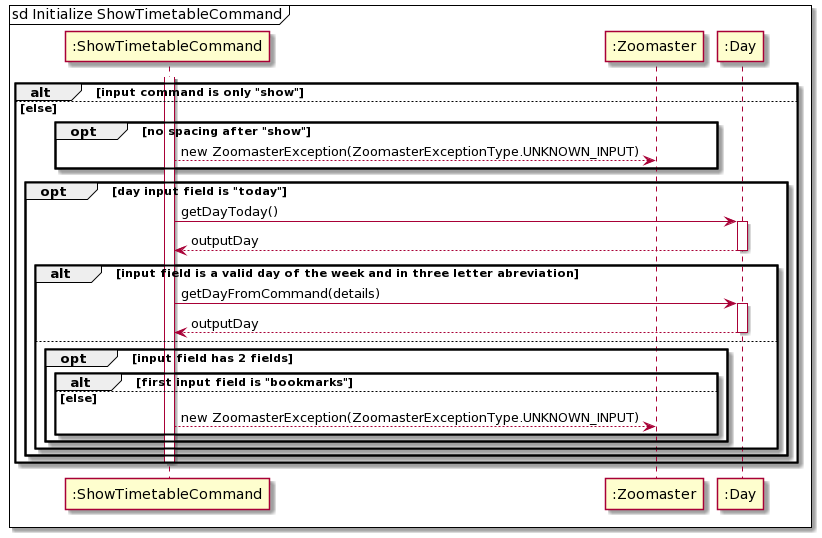 sd Initialize ShowTimetableCommand
:ShowTimetableCommand
:Zoomaster
:Day
alt
[input command is only "show"]
[else]
opt
[no spacing after "show"]
new ZoomasterException(ZoomasterExceptionType.UNKNOWN_INPUT)
opt
[day input field is "today"]
getDayToday()
outputDay
alt
[input field is a valid day of the week and in three letter abreviation]
getDayFromCommand(details)
outputDay
opt
[input field has 2 fields]
alt
[first input field is "bookmarks"]
[else]
new ZoomasterException(ZoomasterExceptionType.UNKNOWN_INPUT)
:ShowTimetableCommand
:Zoomaster
:Day